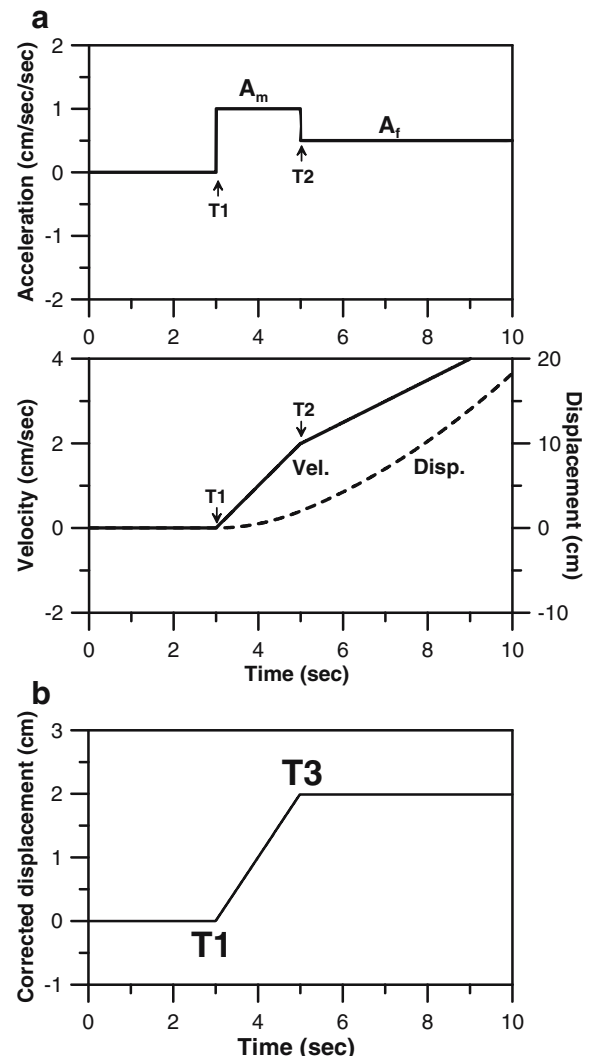 a
Acceleration (cm/sec/sec)
2
1
0
-1
-2
Am
Af
T1
T2
0 2 4 6 8 10
Velocity (cm/sec)
4
2
0
-2
T1
T2
Vel.
Disp.
20
10
0
-10
Displacement (cm)
0 2 4 6 8 10
Time (sec)
b
Corrected displacement (cm)
3
2
1
0
-1
T3
T1
0 2 4 6 8 10
Time (sec)